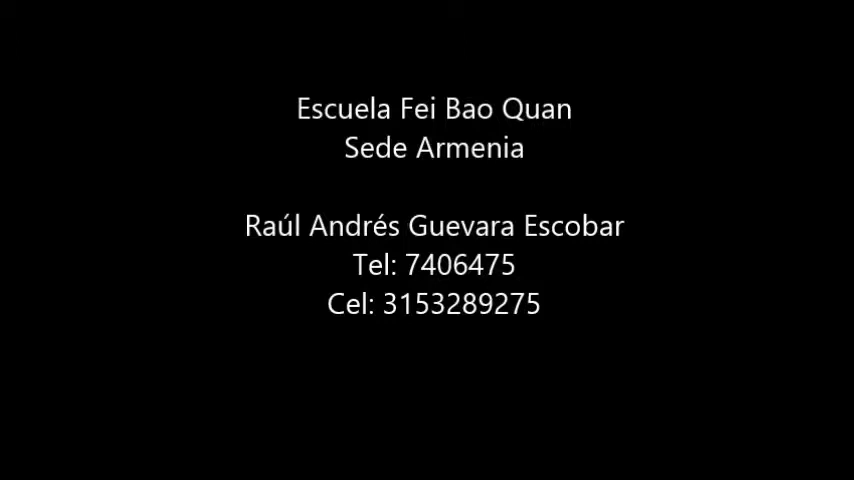 Escuela Fei Bao Quan
Sede Armenia
Raúl Andrés Guevara Escobar
Tel: 7406475
Cel: 3153289275